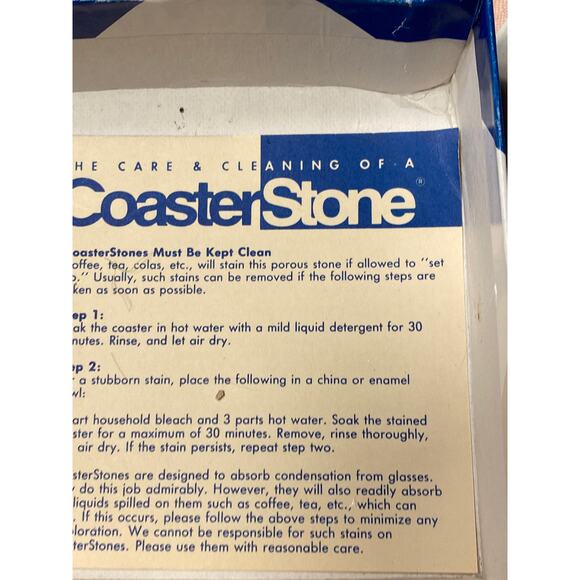 HE CARE & CLEANING OF A
CoasterStone®
oasterStones Must Be Kept Clean
offee, tea, colas, etc., will stain this porous stone if allowed to "set
." Usually, such stains can be removed if the following steps are
ken as soon as possible.
ep 1:
ak the coaster in hot water with a mild liquid detergent for 30
nutes. Rinse, and let air dry.
ep 2:
r a stubborn stain, place the following in a china or enamel
wl:
art household bleach and 3 parts hot water. Soak the stained
ster for a maximum of 30 minutes. Remove, rinse thoroughly,
air dry. If the stain persists, repeat step two.
sterStones are designed to absorb condensation from glasses.
y do this job admirably. However, they will also readily absorb
liquids spilled on them such as coffee, tea, etc., which can
. If this occurs, please follow the above steps to minimize any
oloration. We cannot be responsible for such stains on
sterStones. Please use them with reasonable care.